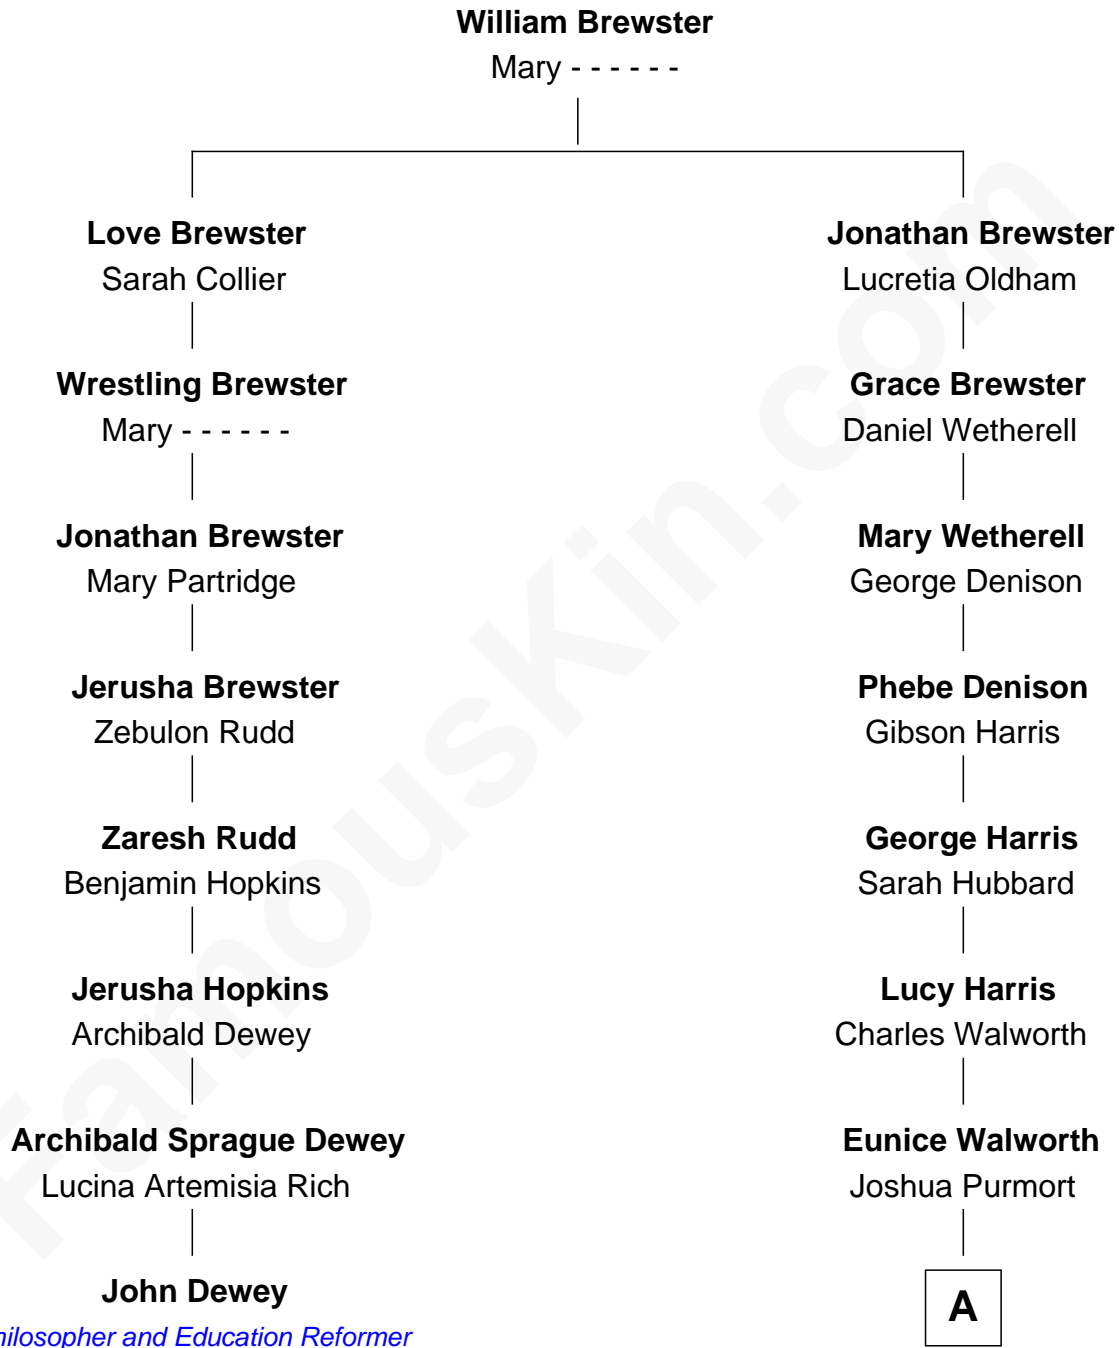 William Brewster
Mary - - - - - -
Love Brewster
Sarah Collier
Jonathan Brewster
Lucretia Oldham
Wrestling Brewster
Mary - - - - - -
Grace Brewster
Daniel Wetherell
Jonathan Brewster
Mary Partridge
Mary Wetherell
George Denison
Jerusha Brewster
Zebulon Rudd
Phebe Denison
Gibson Harris
Zaresh Rudd
Benjamin Hopkins
George Harris
Sarah Hubbard
Jerusha Hopkins
Archibald Dewey
Lucy Harris
Charles Walworth
Archibald Sprague Dewey
Lucina Artemisia Rich
Eunice Walworth
Joshua Purmort
John Dewey
hilosopher and Education Reformer
A
FamousKin.com